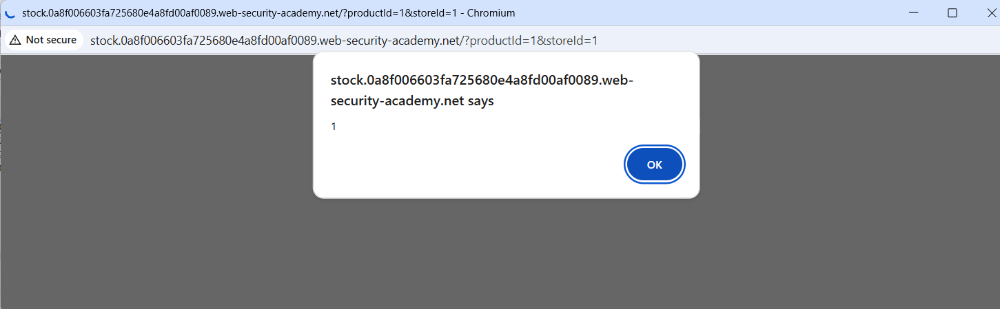 stock.0a8f006603fa725680e4a8fd00af0089.web-security-academy.net/?productId=1&storeId=1 - Chromium
Not secure stock.0a8f006603fa725680e4a8fd00af0089.web-security-academy.net/?productId=1&storeId=1
stock.0a8f006603fa725680e4a8fd00af0089.web-
security-academy.net says
1
OK